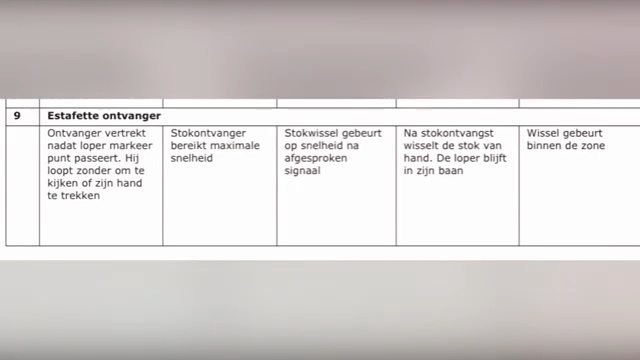 9 Estafette ontvanger
Ontvanger vertrekt
nadat loper markeer
punt passeert. Hij
loopt zonder om te
kijken of zijn hand
te trekken
Stokontvanger
bereikt maximale
snelheid
Stokwissel gebeurt
op snelheid na
afgesproken
signaal
Na stokontvangst
wisselt de stok van
hand. De loper blijft
in zijn baan
Wissel gebeurt
binnen de zone